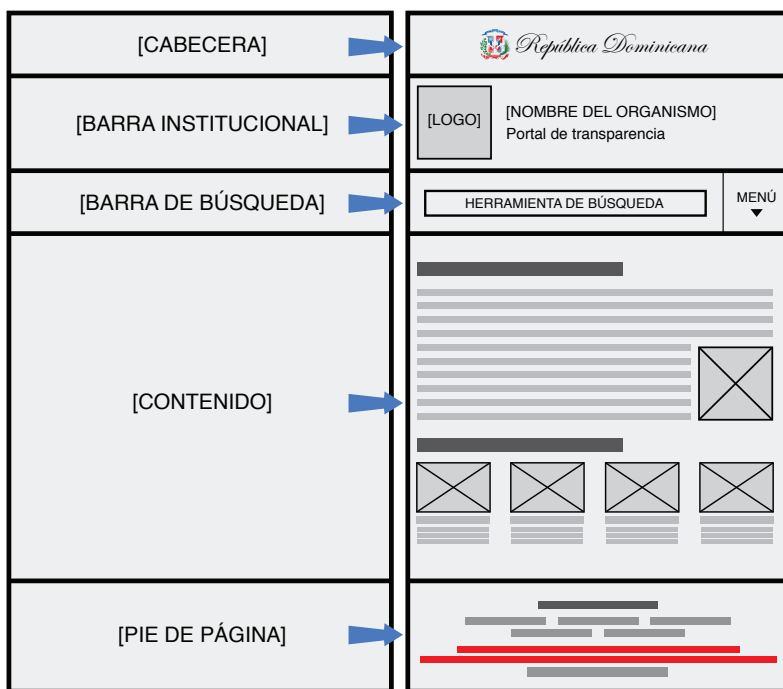 [CABECERA]
República Dominicana
[BARRA INSTITUCIONAL]
[LOGO]
[NOMBRE DEL ORGANISMO]
Portal de transparencia
[BARRA DE BÚSQUEDA]
HERRAMIENTA DE BÚSQUEDA
MENÚ
[CONTENIDO]
[PIE DE PÁGINA]